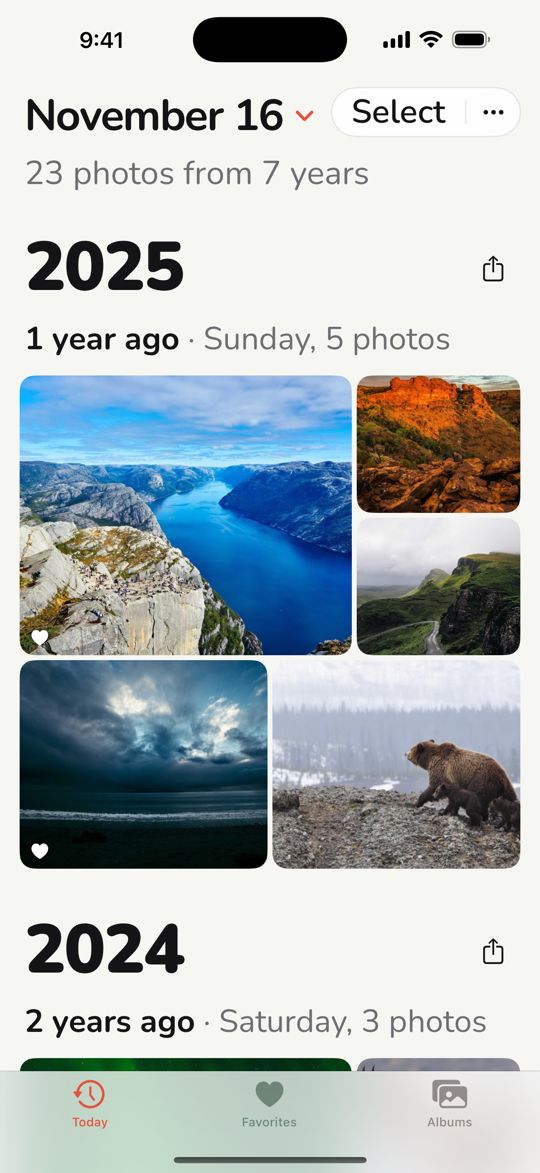 9:41
November 16
Select
23 photos from 7 years
2025
1 year ago · Sunday, 5 photos
2024
2 years ago · Saturday, 3 photos
Today
Favorites
Albums